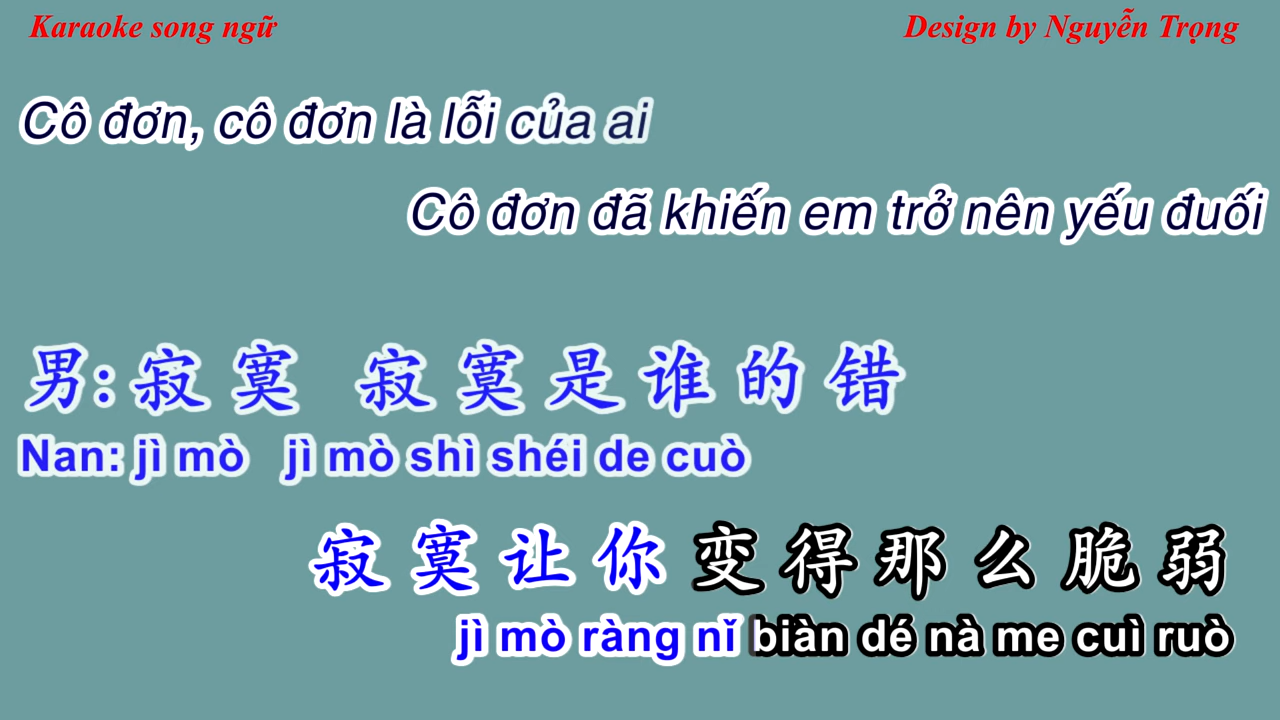 Karaoke song ngữ
Design by Nguyễn Trọng
Cô đơn, cô đơn là lỗi của ai
Cô đơn đã khiến em trở nên yếu đuối
男: 寂寞 寂寞是谁的错
Nan: jì mò jì mò shì shéi de cuò
寂寞让你变得那么脆弱
jì mò ràng nǐ biàn dé nà me cuì ruò